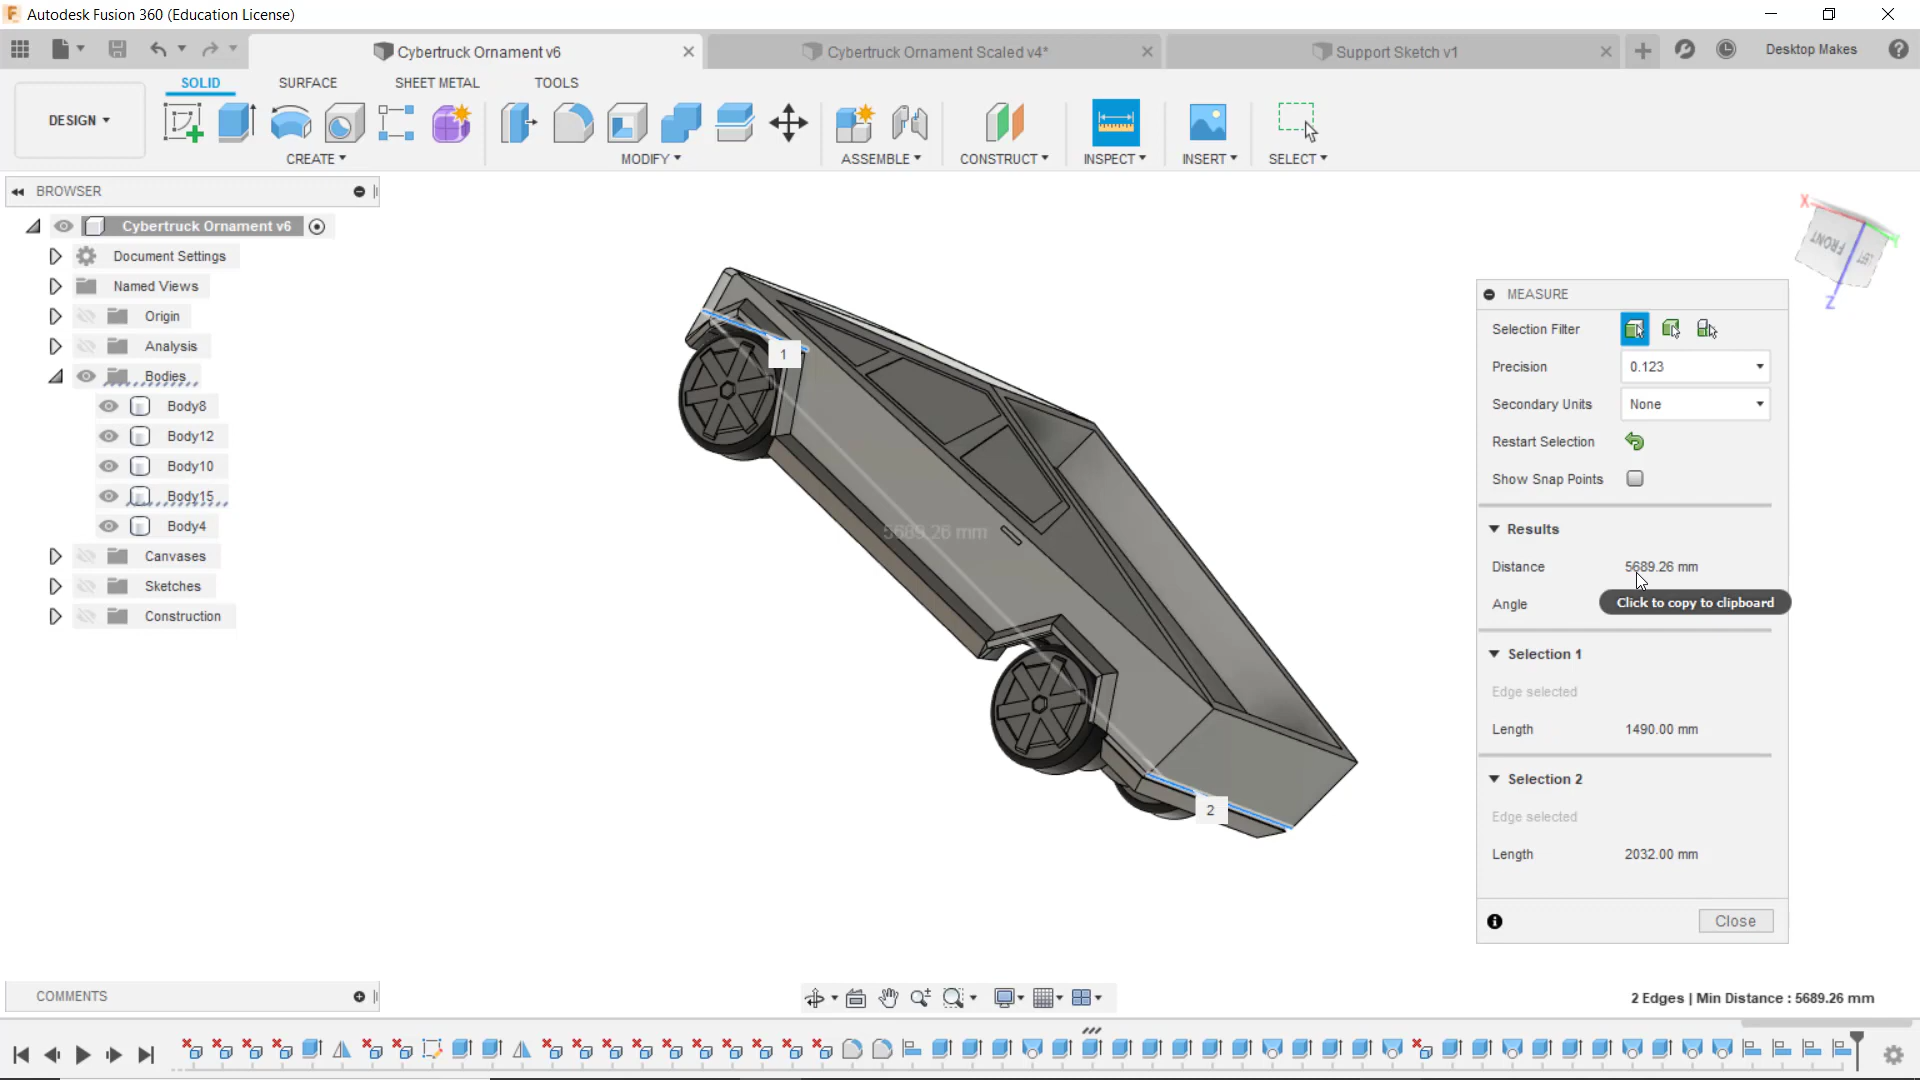 Autodesk Fusion 360 (Education License)
Cybertruck Ornament v6
Cybertruck Ornament Scaled v4*
Support Sketch v1
Desktop Makes
SOLID
SURFACE
SHEET METAL
TOOLS
DESIGN
CREATE
MODIFY
ASSEMBLE
CONSTRUCT
INSPECT
INSERT
SELECT
BROWSER
Cybertruck Ornament v6
Document Settings
Named Views
Origin
Analysis
Bodies
Body8
Body12
Body10
Body15
Body4
Canvases
Sketches
Construction
1
5689.26 mm
2
X
FRONT
LEFT
Z
MEASURE
Selection Filter
Precision 0.123
Secondary Units None
Restart Selection
Show Snap Points
Results
Distance 5689.26 mm
Angle
Click to copy to clipboard
Selection 1
Edge selected
Length 1490.00 mm
Selection 2
Edge selected
Length 2032.00 mm
Close
COMMENTS
2 Edges | Min Distance : 5689.26 mm